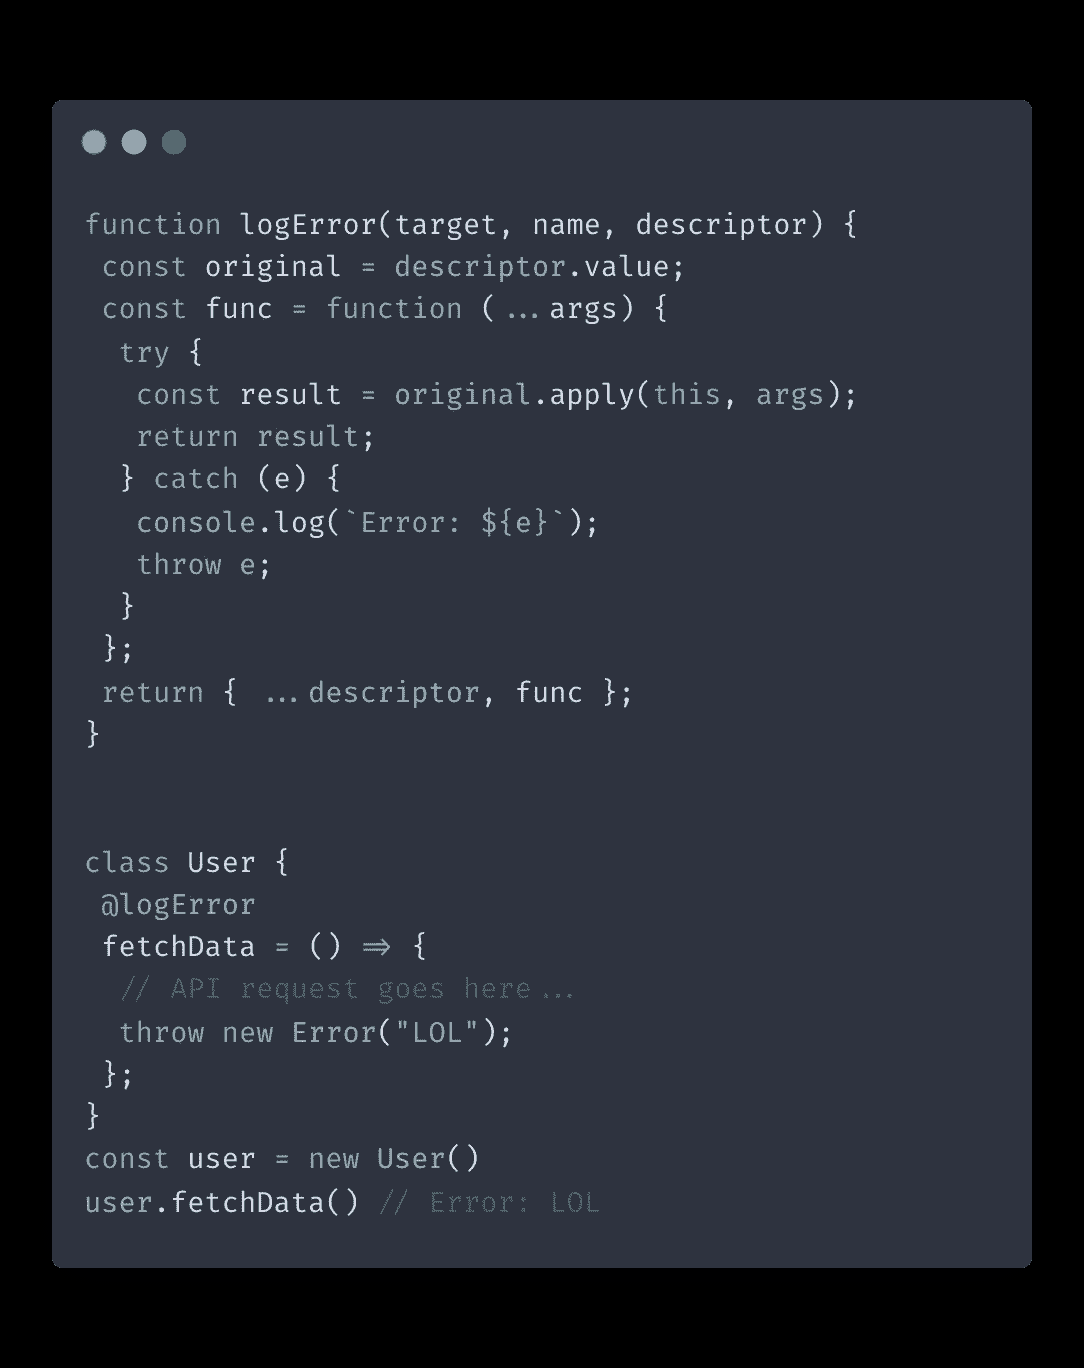 function logError(target, name, descriptor) {
 const original = descriptor.value;
 const func = function (...args) {
  try {
   const result = original.apply(this, args);
   return result;
  } catch (e) {
   console.log(`Error: ${e}`);
   throw e;
  }
 };
 return { ...descriptor, func };
}
class User {
 @logError
 fetchData = () => {
  // API request goes here...
  throw new Error("LOL");
 };
}
const user = new User()
user.fetchData() // Error: LOL